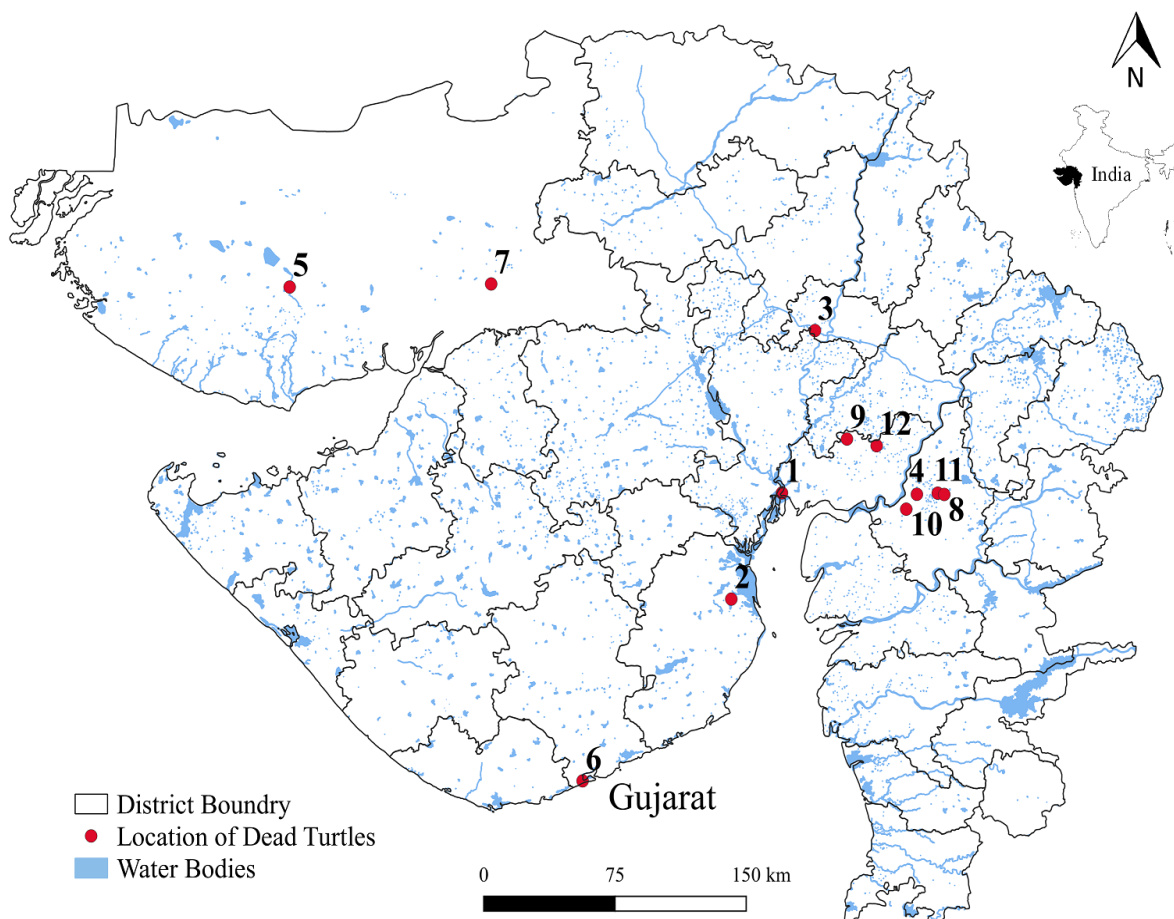 N
India
5
7
3
9
12
1
4
11
10
8
2
6
Gujarat
District Boundry
Location of Dead Turtles
Water Bodies
0
75
150 km